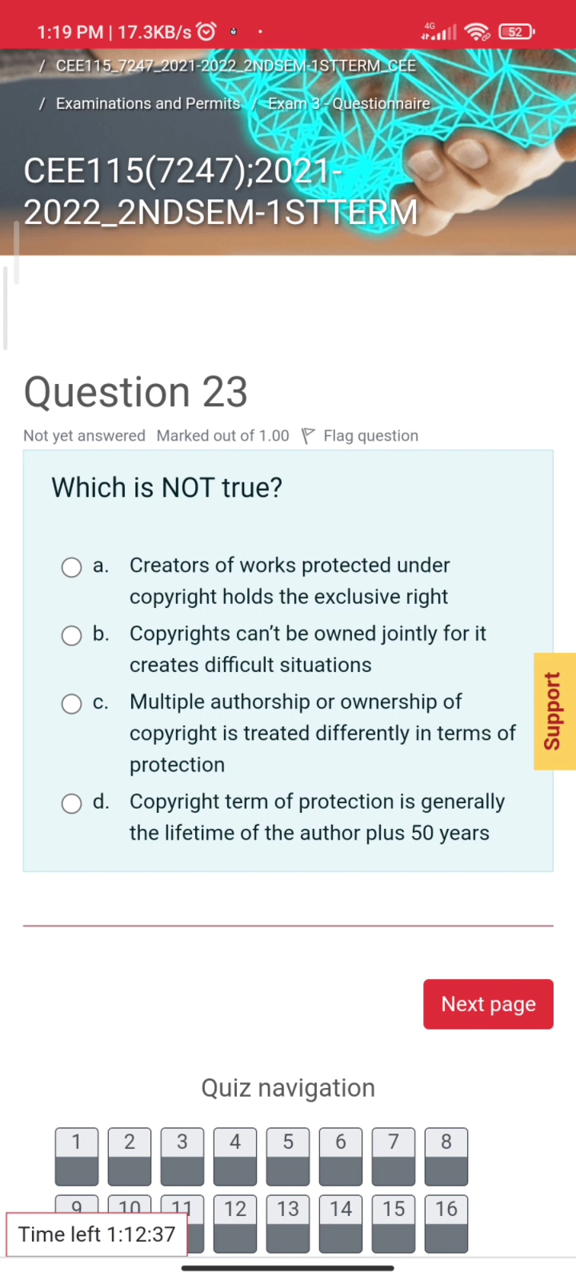 1:19 PM | 17.3KB/s
4G
52
/ CEE115_7247_2021-2022_2NDSEM-1STTERM_CEE
/ Examinations and Permits / Exam 3 - Questionnaire
CEE115(7247);2021-
2022_2NDSEM-1STTERM
Question 23
Not yet answered Marked out of 1.00 Flag question
Which is NOT true?
a. Creators of works protected under
copyright holds the exclusive right
b. Copyrights can't be owned jointly for it
creates difficult situations
c. Multiple authorship or ownership of
copyright is treated differently in terms of
protection
d. Copyright term of protection is generally
the lifetime of the author plus 50 years
Support
Next page
Quiz navigation
1 2 3 4 5 6 7 8
9 10 11 12 13 14 15 16
Time left 1:12:37